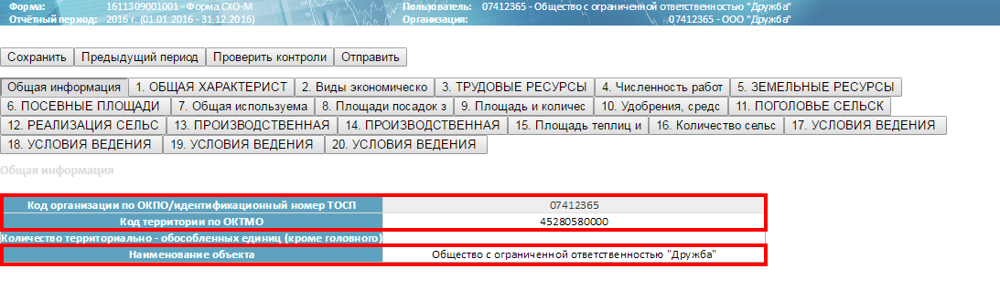 Форма: 1611309001001 - Форма СХО-М Пользователь: 07412365 - Общество с ограниченной ответственностью "Дружба"
Отчётный период: 2016 г. (01.01.2016 - 31.12.2016) Организация: 07412365 - ООО "Дружба"
Сохранить Предыдущий период Проверить контроли Отправить
Общая информация 1. ОБЩАЯ ХАРАКТЕРИСТ 2. Виды экономическо 3. ТРУДОВЫЕ РЕСУРСЫ 4. Численность работ 5. ЗЕМЕЛЬНЫЕ РЕСУРСЫ
6. ПОСЕВНЫЕ ПЛОЩАДИ 7. Общая используема 8. Площади посадок з 9. Площадь и количес 10. Удобрения, средс 11. ПОГОЛОВЬЕ СЕЛЬСК
12. РЕАЛИЗАЦИЯ СЕЛЬС 13. ПРОИЗВОДСТВЕННАЯ 14. ПРОИЗВОДСТВЕННАЯ 15. Площадь теплиц и 16. Количество сельс 17. УСЛОВИЯ ВЕДЕНИЯ
18. УСЛОВИЯ ВЕДЕНИЯ 19. УСЛОВИЯ ВЕДЕНИЯ 20. УСЛОВИЯ ВЕДЕНИЯ
Общая информация
Код организации по ОКПО/идентификационный номер ТОСП 07412365
Код территории по ОКТМО 45280580000
Количество территориально - обособленных единиц (кроме головного)
Наименование объекта Общество с ограниченной ответственностью "Дружба"